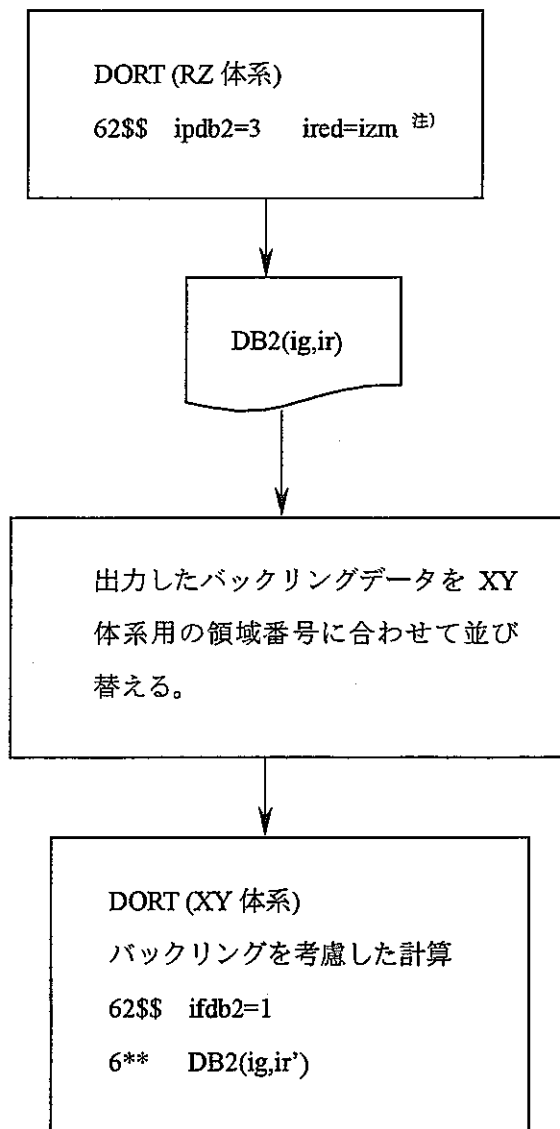 DORT (RZ 体系)
62$$ ipdb2=3 ired=izm 注)
DB2(ig,ir)
出力したバックリングデータを XY
体系用の領域番号に合わせて並び
替える。
DORT (XY 体系)
バックリングを考慮した計算
62$$ ifdb2=1
6** DB2(ig,ir’)